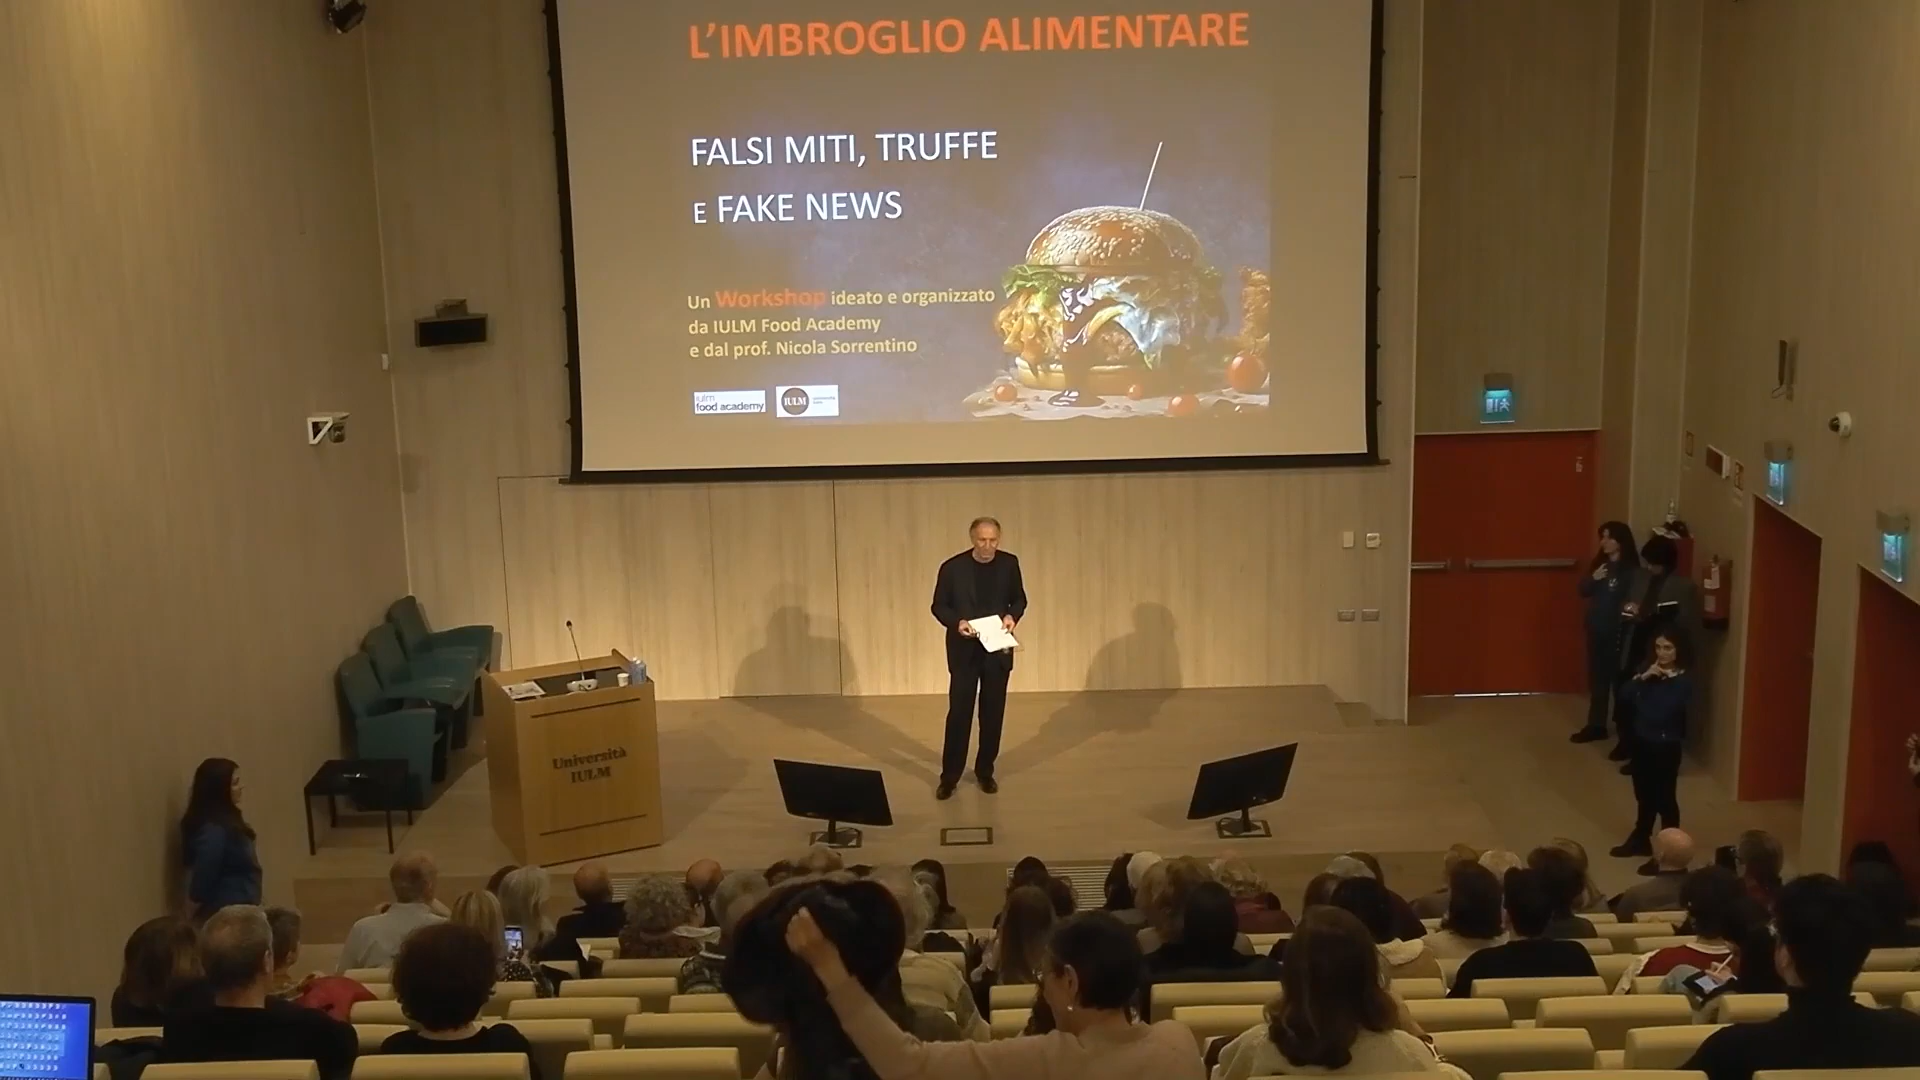 L'IMBROGLIO ALIMENTARE
FALSI MITI, TRUFFE
E FAKE NEWS
Un Workshop ideato e organizzato
da IULM Food Academy
e dal prof. Nicola Sorrentino
iulm
food academy
IULM
Università
IULM